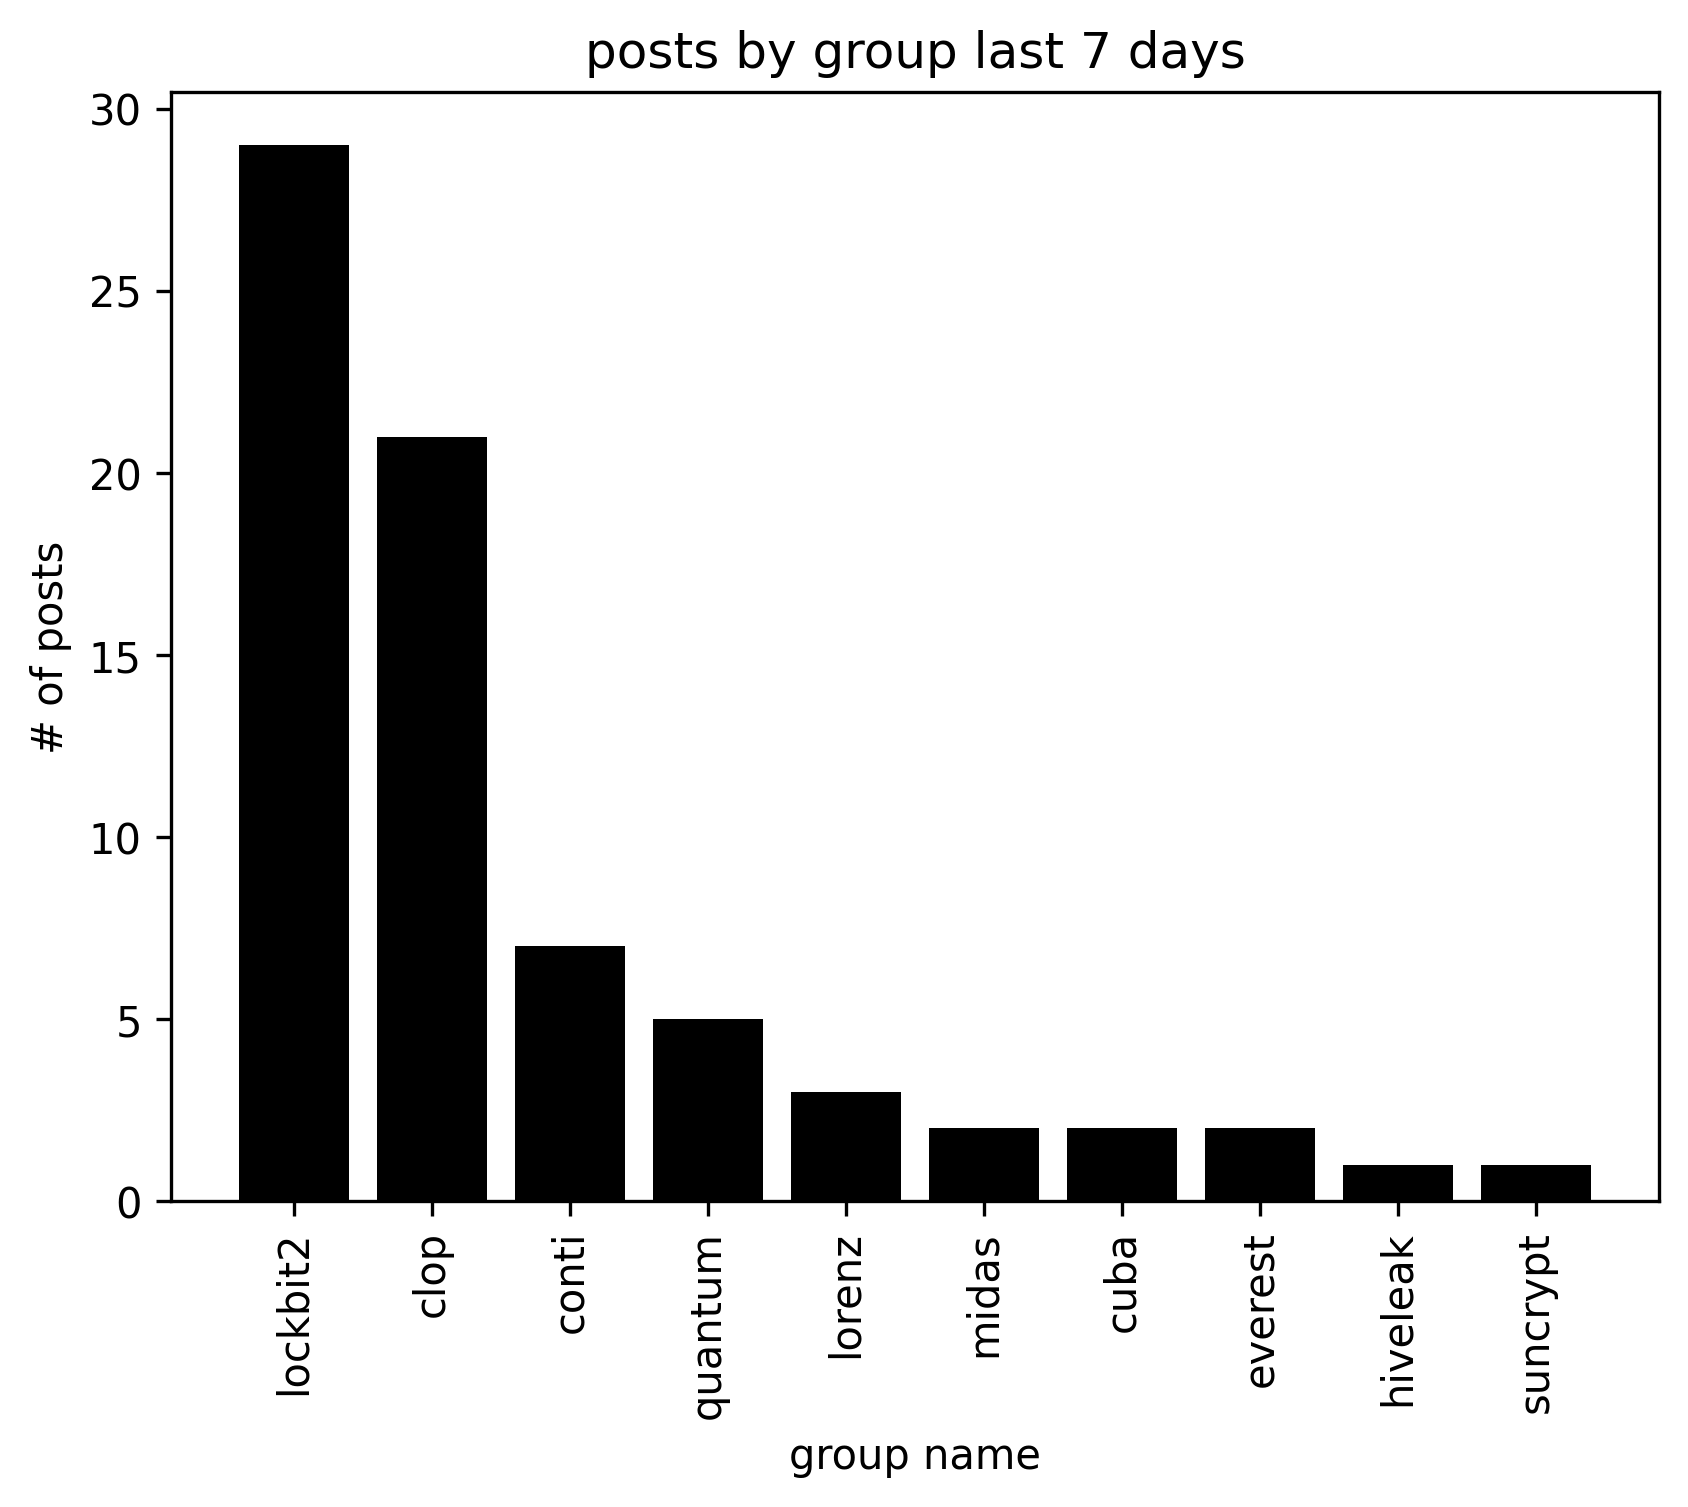 posts by group last 7 days
# of posts
30
25
20
15
10
5
0
lockbit2
clop
conti
quantum
lorenz
midas
cuba
everest
hiveleak
suncrypt
group name